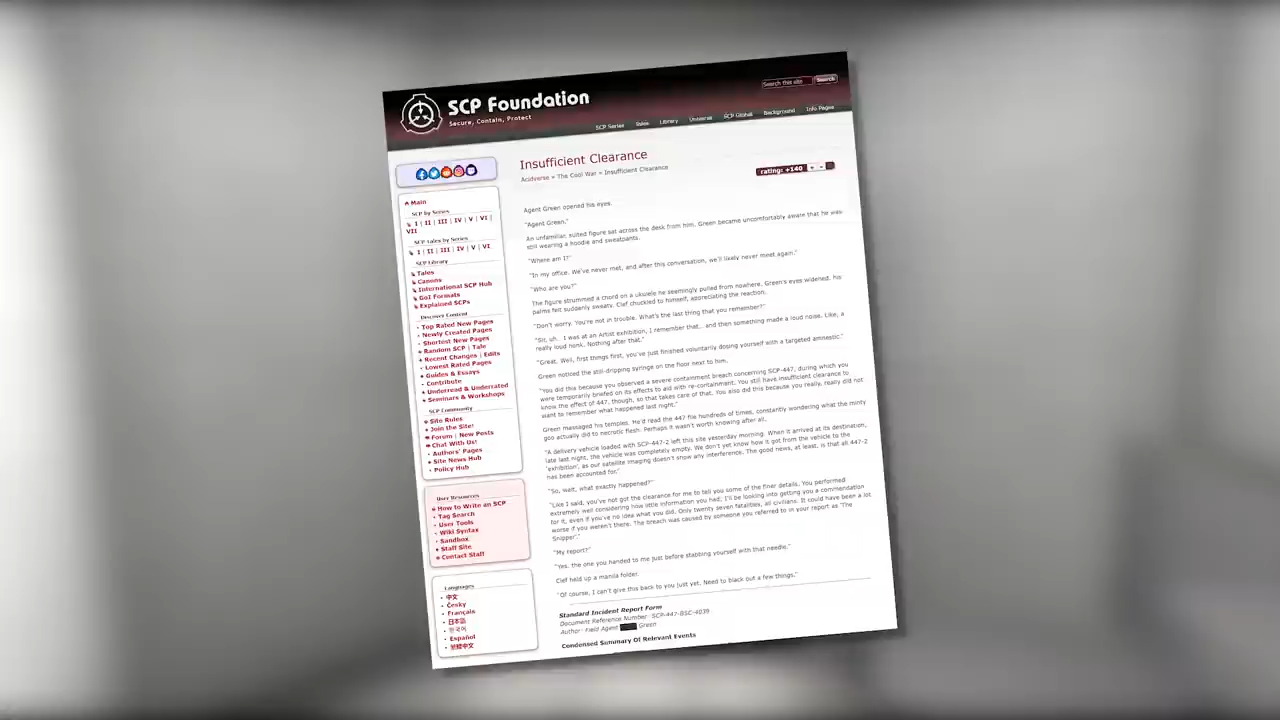 SCP Foundation
Secure, Contain, Protect
Search this site
Search
SCP Series
Tales
Library
Universe
SCP Global
Background
Info Pages
Main
SCP by Series
I | II | III | IV | V | VI |
VII
SCP Tales by Series
I | II | III | IV | V | VI
SCP Library
Tales
Canons
International SCP Hub
GoI Formats
Explained SCPs
Discover Content
Top Rated New Pages
Newly Created Pages
Shortest New Pages
Random SCP | Tale
Recent Changes | Edits
Lowest Rated Pages
Guides & Essays
Contribute
Underread & Underrated
Seminars & Workshops
SCP Community
Site Rules
Join the Site!
Forum | New Posts
Chat With Us!
Authors' Pages
Site News Hub
Policy Hub
User Resources
How to Write an SCP
Tag Search
User Tools
Wiki Syntax
Sandbox
Staff Site
Contact Staff
Languages
中文
Česky
Français
日本語
한국어
Español
繁體中文
Insufficient Clearance
Acidverse » The Cool War » Insufficient Clearance
rating: +140 + –
Agent Green opened his eyes.
"Agent Green."
An unfamiliar, suited figure sat across the desk from him. Green became uncomfortably aware that he was
still wearing a hoodie and sweatpants.
"Where am I?"
"In my office. We've never met, and after this conversation, we'll likely never meet again."
"Who are you?"
The figure strummed a chord on a ukulele he seemingly pulled from nowhere. Green's eyes widened, his
palms felt suddenly sweaty. Clef chuckled to himself, appreciating the reaction.
"Don't worry. You're not in trouble. What's the last thing that you remember?"
"Sir, uh.. I was at an Artist exhibition, I remember that.. and then something made a loud noise. Like, a
really loud honk. Nothing after that."
"Great. Well, first things first, you've just finished voluntarily dosing yourself with a targeted amnestic."
Green noticed the still-dripping syringe on the floor next to him.
"You did this because you observed a severe containment breach concerning SCP-447, during which you
were temporarily briefed on its effects to aid with re-containment. You still have insufficient clearance to
know the effect of 447, though, so that takes care of that. You also did this because you really, really did not
want to remember what happened last night."
Green massaged his temples. He'd read the 447 file hundreds of times, constantly wondering what the minty
goo actually did to necrotic flesh. Perhaps it wasn't worth knowing after all.
"A delivery vehicle loaded with SCP-447-2 left this site yesterday morning. When it arrived at its destination,
late last night, the vehicle was completely empty. We don't yet know how it got from the vehicle to the
'exhibition', as our satellite imaging doesn't show any interference. The good news, at least, is that all 447-2
has been accounted for."
"So, wait, what exactly happened?"
"Like I said, you've not got the clearance for me to tell you some of the finer details. You performed
extremely well considering how little information you had; I'll be looking into getting you a commendation
for it, even if you've no idea what you did. Only twenty seven fatalities, all civilians. It could have been a lot
worse if you weren't there. The breach was caused by someone you referred to in your report as 'The
Snipper'."
"My report?"
"Yes, the one you handed to me just before stabbing yourself with that needle."
Clef held up a manila folder.
"Of course, I can't give this back to you just yet. Need to black out a few things."
Standard Incident Report Form
Document Reference Number: SCP-447-BSC-4039
Author: Field Agent Green
Condensed Summary Of Relevant Events